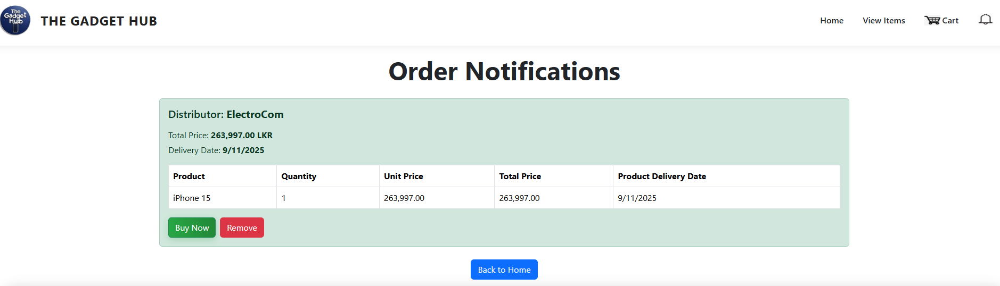 The
Gadget
Hub
THE GADGET HUB
Home View Items Cart
Order Notifications
Distributor: ElectroCom
Total Price: 263,997.00 LKR
Delivery Date: 9/11/2025
Product Quantity Unit Price Total Price Product Delivery Date
iPhone 15 1 263,997.00 263,997.00 9/11/2025
Buy Now Remove
Back to Home